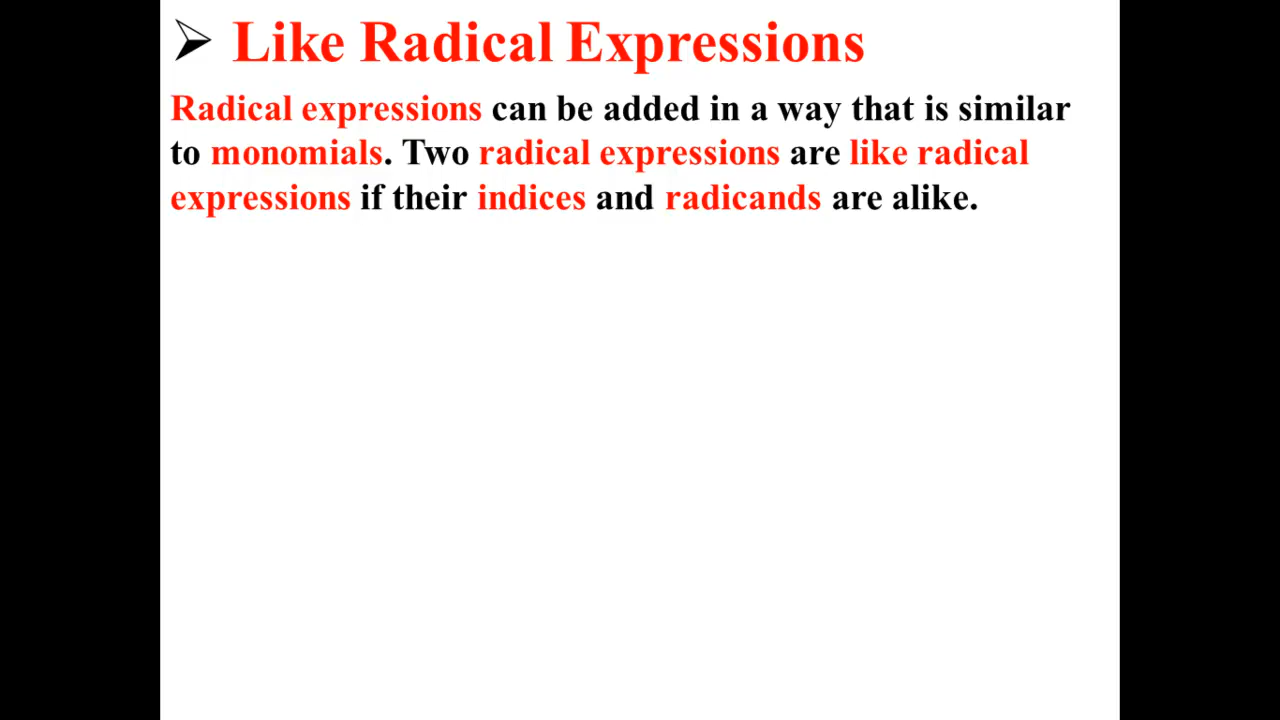 ➢ Like Radical Expressions
Radical expressions can be added in a way that is similar
to monomials. Two radical expressions are like radical
expressions if their indices and radicands are alike.